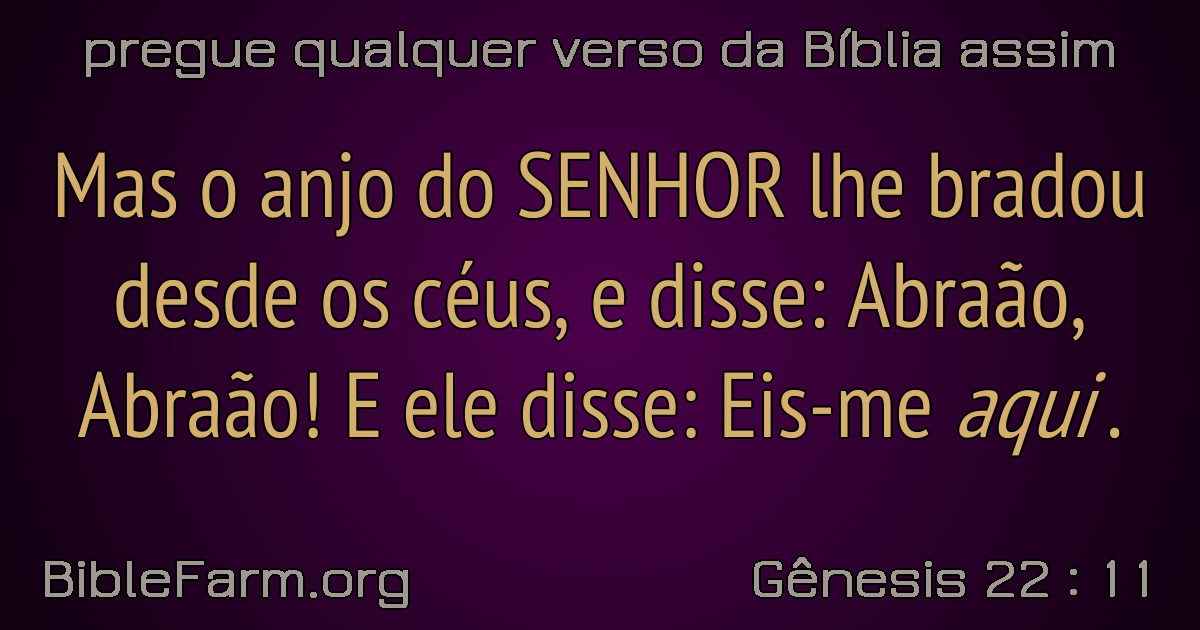 pregue qualquer verso da Bíblia assim
Mas o anjo do SENHOR lhe bradou
desde os céus, e disse: Abraão,
Abraão! E ele disse: Eis-me aqui.
BibleFarm.org
Gênesis 22 : 11